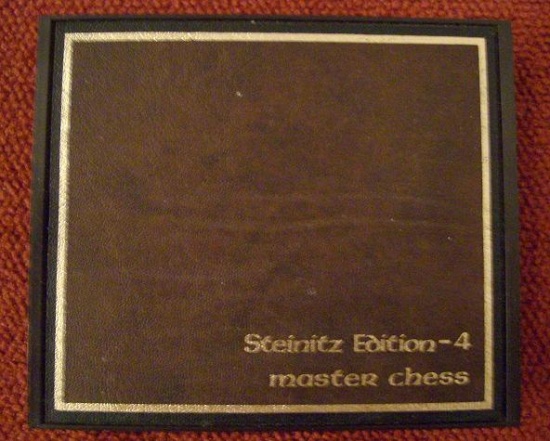 Steinitz Edition-4
master chess